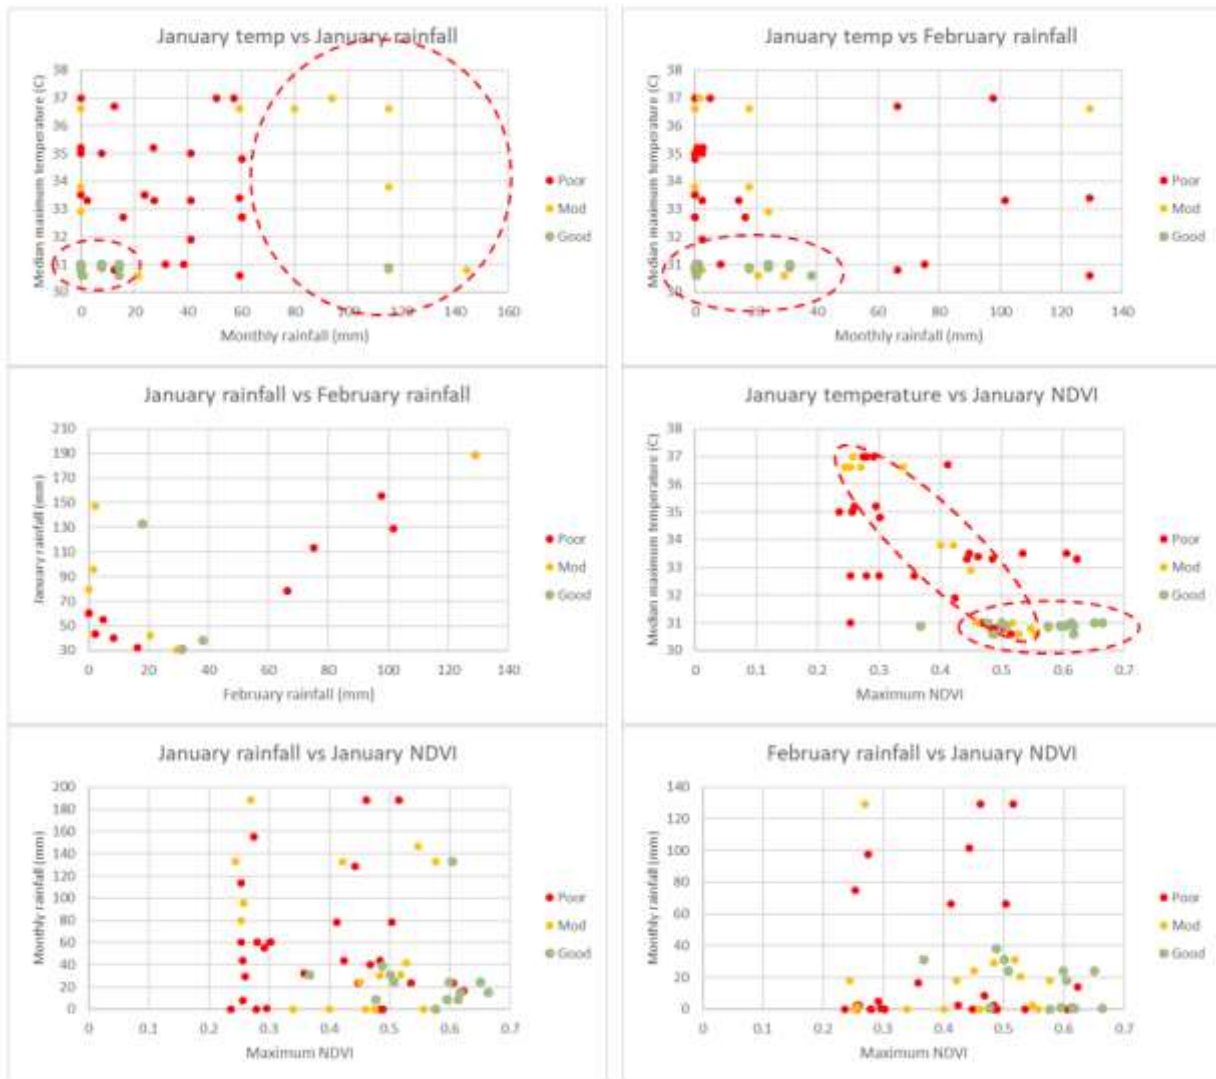 January temp vs January rainfall
Median maximum temperature (C)
38
37
36
35
34
33
32
31
30
0 20 40 60 80 100 120 140 160
Monthly rainfall (mm)
Poor
Mod
Good
January temp vs February rainfall
Median maximum temperature (C)
38
37
36
35
34
33
32
31
30
0 20 40 60 80 100 120 140
Monthly rainfall (mm)
Poor
Mod
Good
January rainfall vs February rainfall
January rainfall (mm)
210
190
170
150
130
110
90
70
50
30
0 20 40 60 80 100 120 140
February rainfall (mm)
Poor
Mod
Good
January temperature vs January NDVI
Median maximum temperature (C)
38
37
36
35
34
33
32
31
30
0 0.1 0.2 0.3 0.4 0.5 0.6 0.7
Maximum NDVI
Poor
Mod
Good
January rainfall vs January NDVI
Monthly rainfall (mm)
200
180
160
140
120
100
80
60
40
20
0
0 0.1 0.2 0.3 0.4 0.5 0.6 0.7
Maximum NDVI
Poor
Mod
Good
February rainfall vs January NDVI
Monthly rainfall (mm)
140
120
100
80
60
40
20
0
0 0.1 0.2 0.3 0.4 0.5 0.6 0.7
Maximum NDVI
Poor
Mod
Good